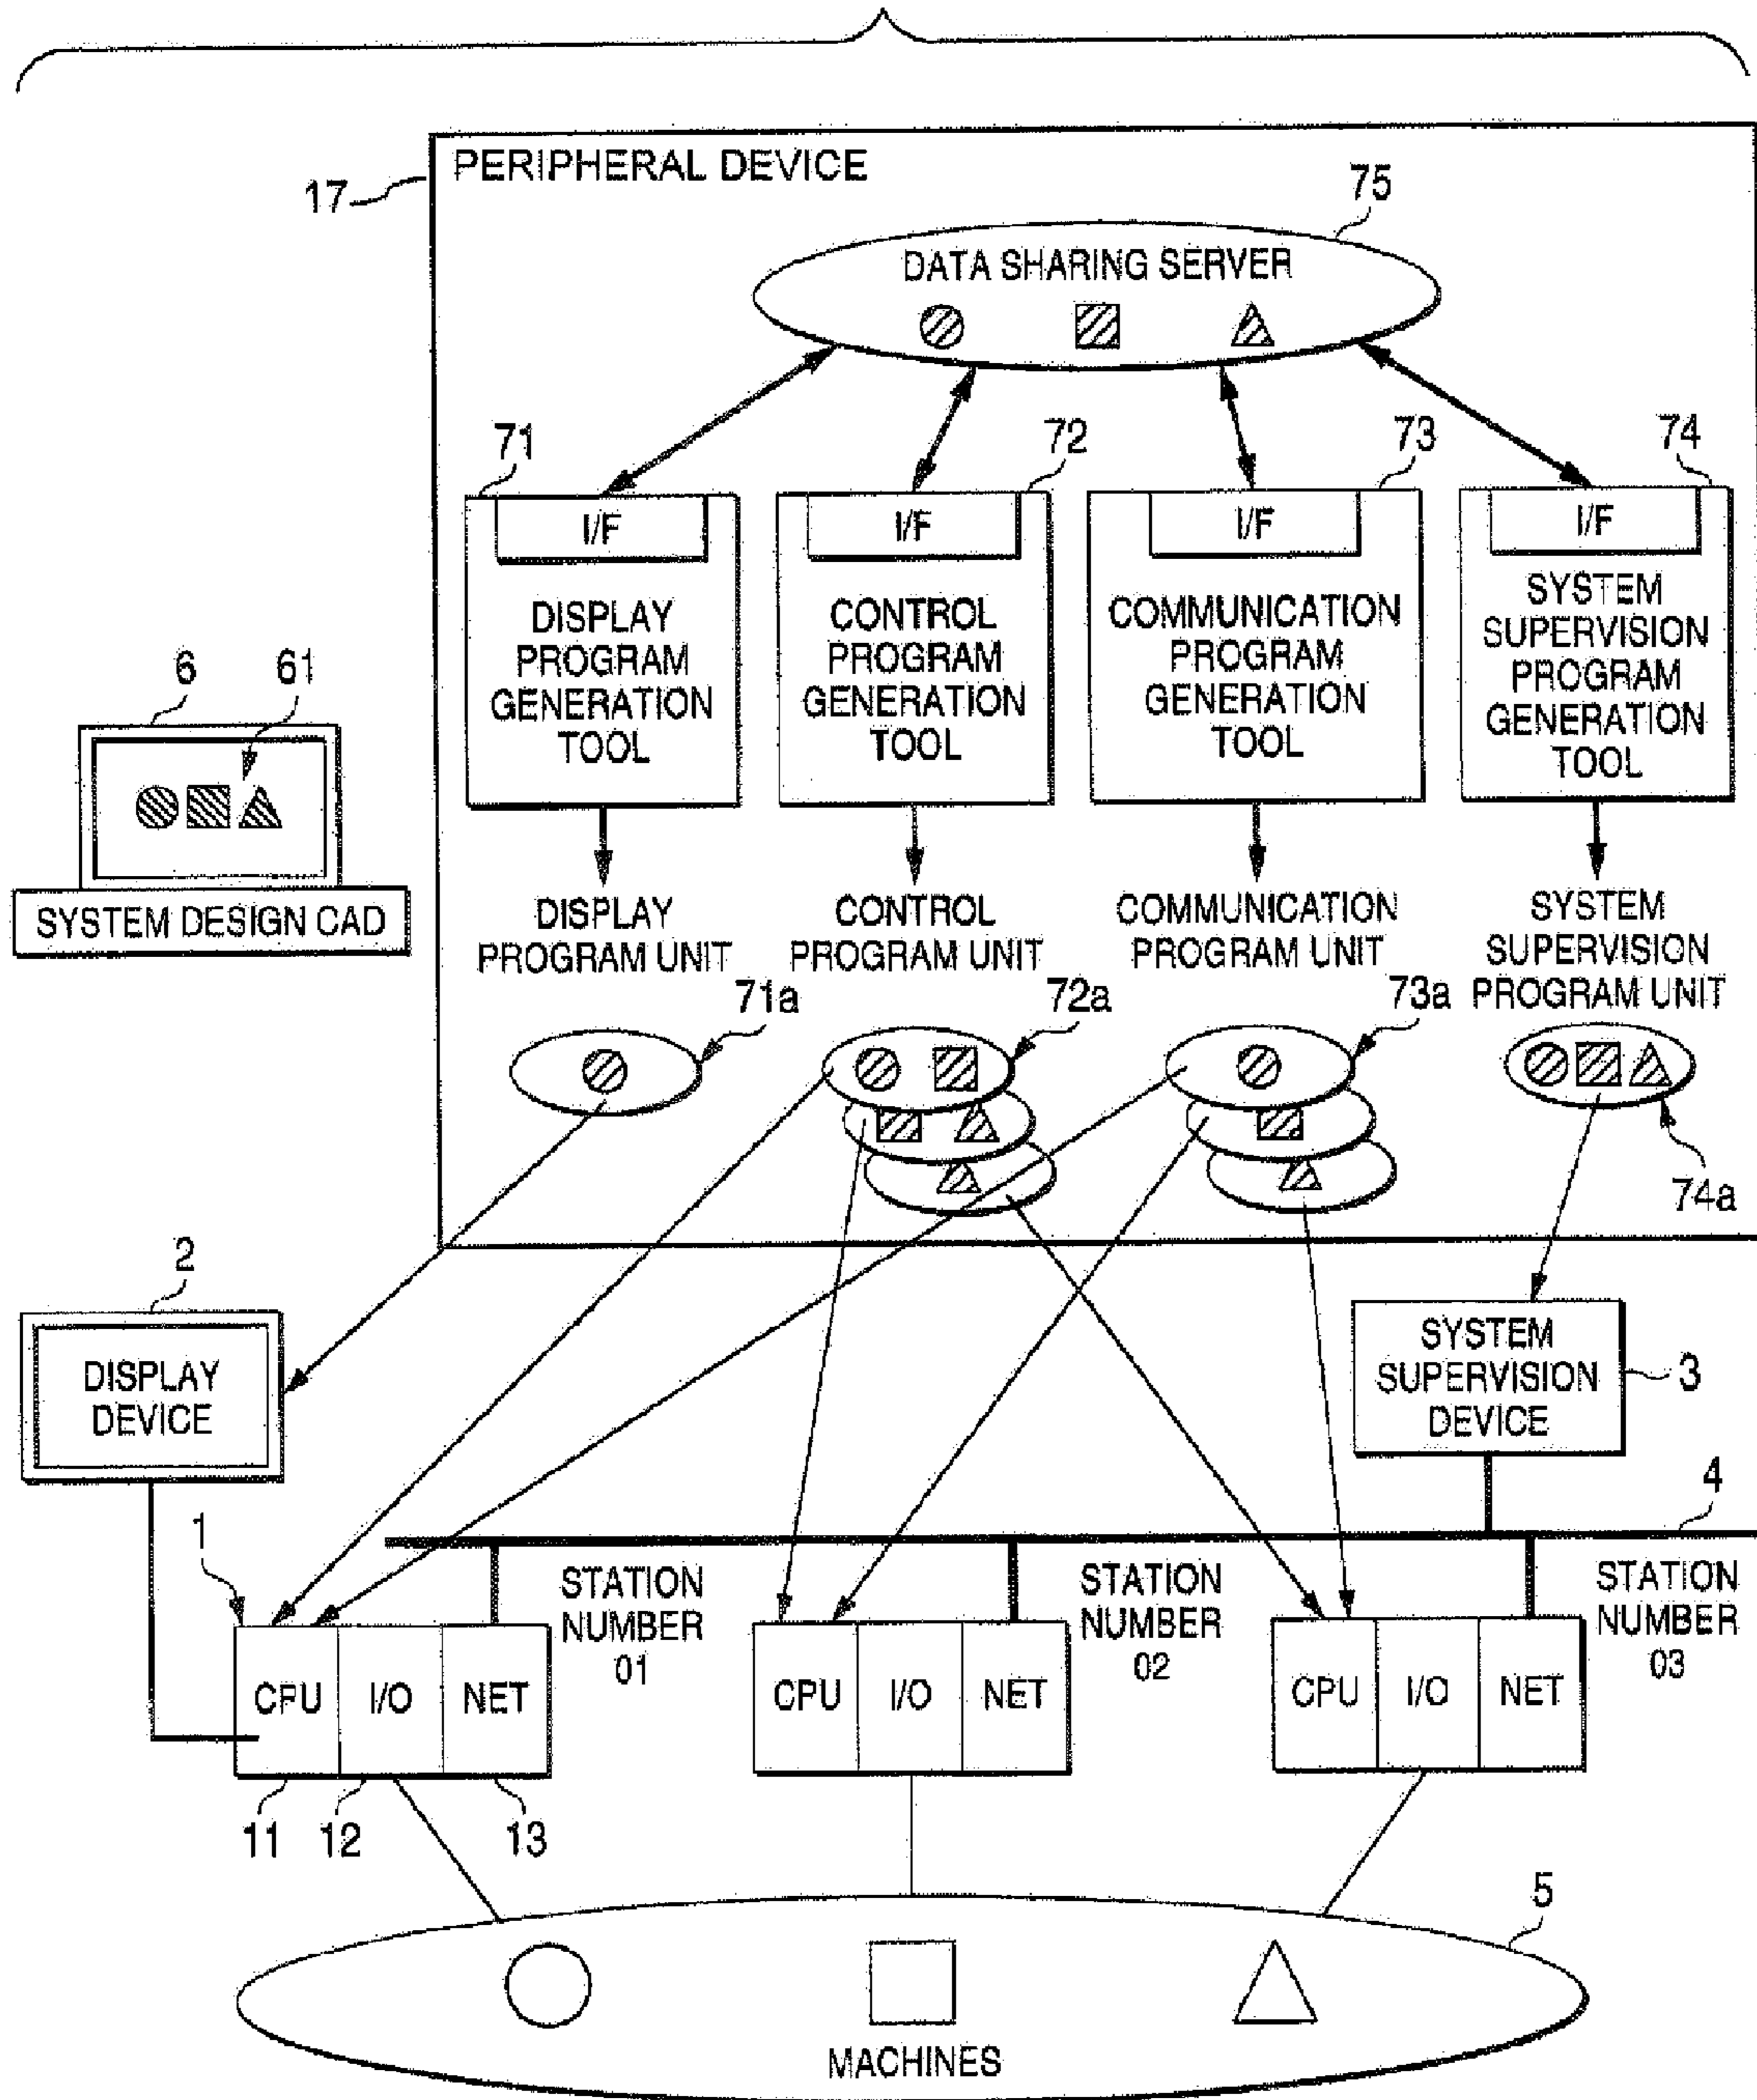 PERIPHERAL DEVICE
17
75
DATA SHARING SERVER
71
72
73
74
I/F
I/F
I/F
I/F
DISPLAY
PROGRAM
GENERATION
TOOL
CONTROL
PROGRAM
GENERATION
TOOL
COMMUNICATION
PROGRAM
GENERATION
TOOL
SYSTEM
SUPERVISION
PROGRAM
GENERATION
TOOL
6
61
SYSTEM DESIGN CAD
DISPLAY
PROGRAM UNIT
CONTROL
PROGRAM UNIT
COMMUNICATION
PROGRAM UNIT
SYSTEM
SUPERVISION
PROGRAM UNIT
71a
72a
73a
74a
2
DISPLAY
DEVICE
SYSTEM
SUPERVISION
DEVICE
3
4
1
STATION
NUMBER
01
STATION
NUMBER
02
STATION
NUMBER
03
CPU
I/O
NET
CPU
I/O
NET
CPU
I/O
NET
11
12
13
5
MACHINES